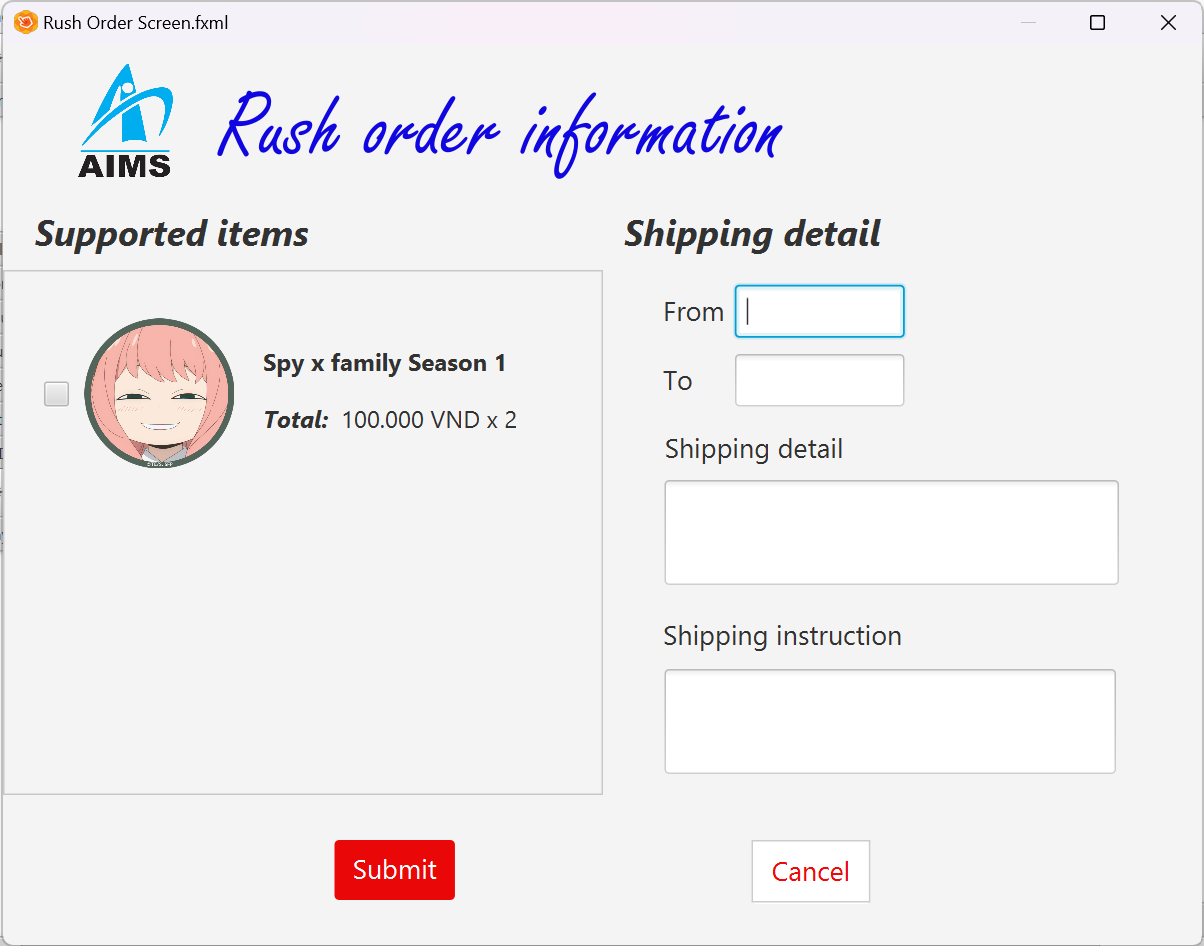 Rush Order Screen.fxml
AIMS
Rush order information
Supported items
Shipping detail
Spy x family Season 1
Total: 100.000 VND x 2
From
To
Shipping detail
Shipping instruction
Submit
Cancel